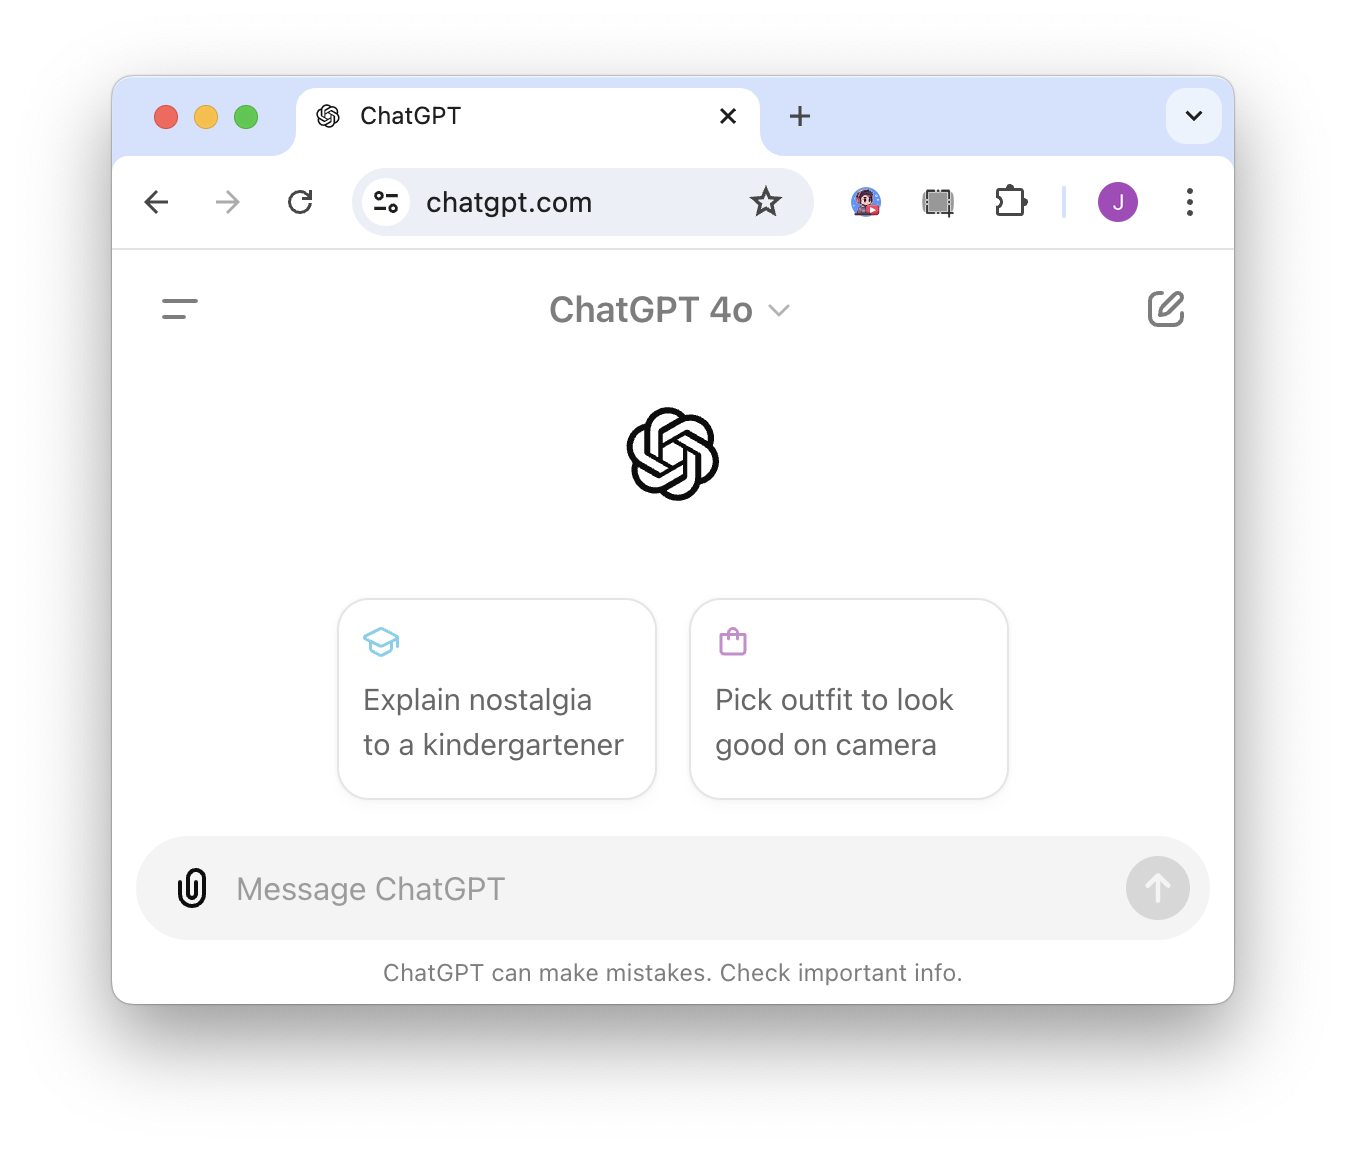 ChatGPT
chatgpt.com
J
ChatGPT 4o
Explain nostalgia
to a kindergartener
Pick outfit to look
good on camera
Message ChatGPT
ChatGPT can make mistakes. Check important info.